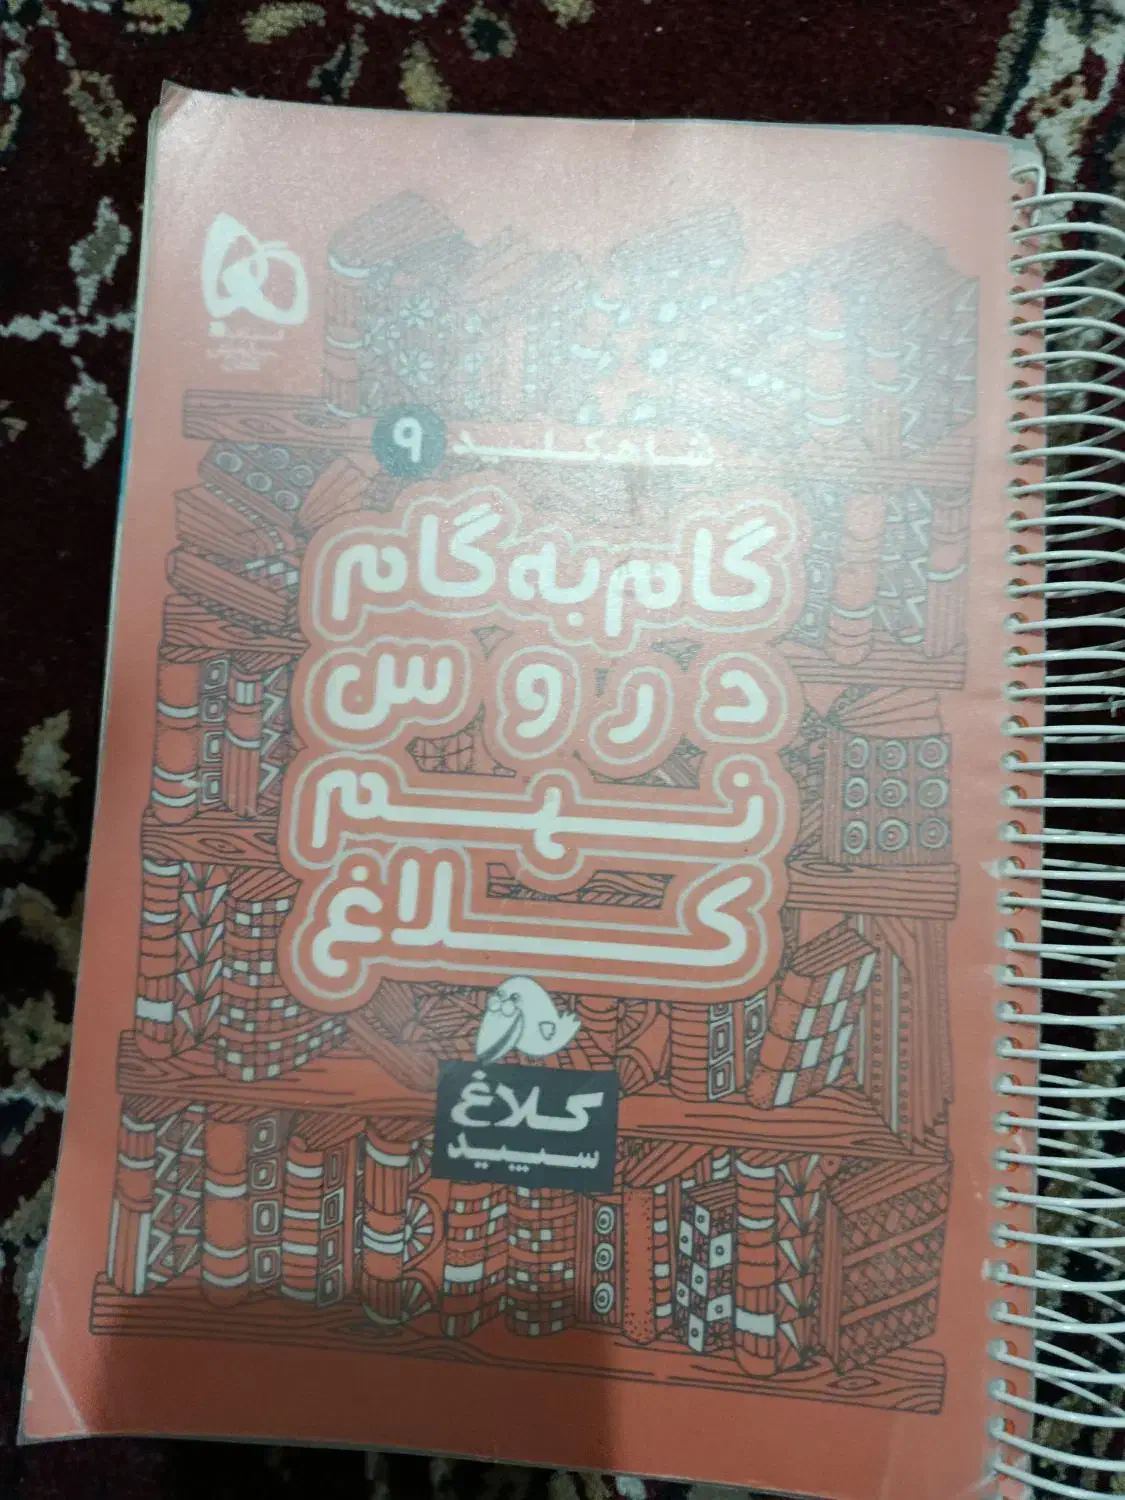 شاه‌کلید ۹
گام به گام
دروس
نهم
کلاغ
کلاغ
سپید